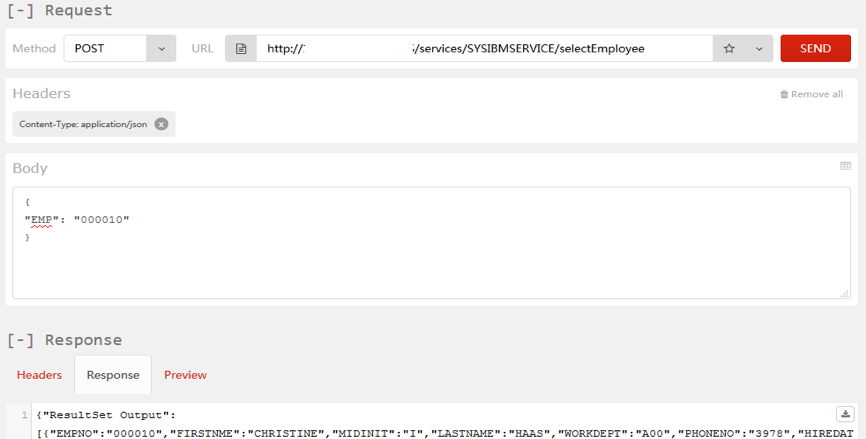 [-] Request
Method POST URL http:// /services/SYSIBMSERVICE/selectEmployee SEND
Headers Remove all
Content-Type: application/json x
Body
{
"EMP": "000010"
}
[-] Response
Headers Response Preview
1 {"ResultSet Output":
[{"EMPNO":"000010","FIRSTNME":"CHRISTINE","MIDINIT":"I","LASTNAME":"HAAS","WORKDEPT":"A00","PHONENO":"3978","HIREDAT